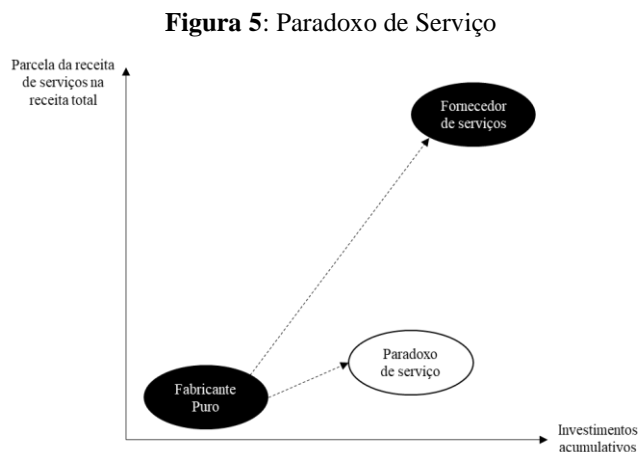 Figura 5: Paradoxo de Serviço
Parcela da receita
de serviços na
receita total
Fornecedor
de serviços
Paradoxo
de serviço
Fabricante
Puro
Investimentos
acumulativos